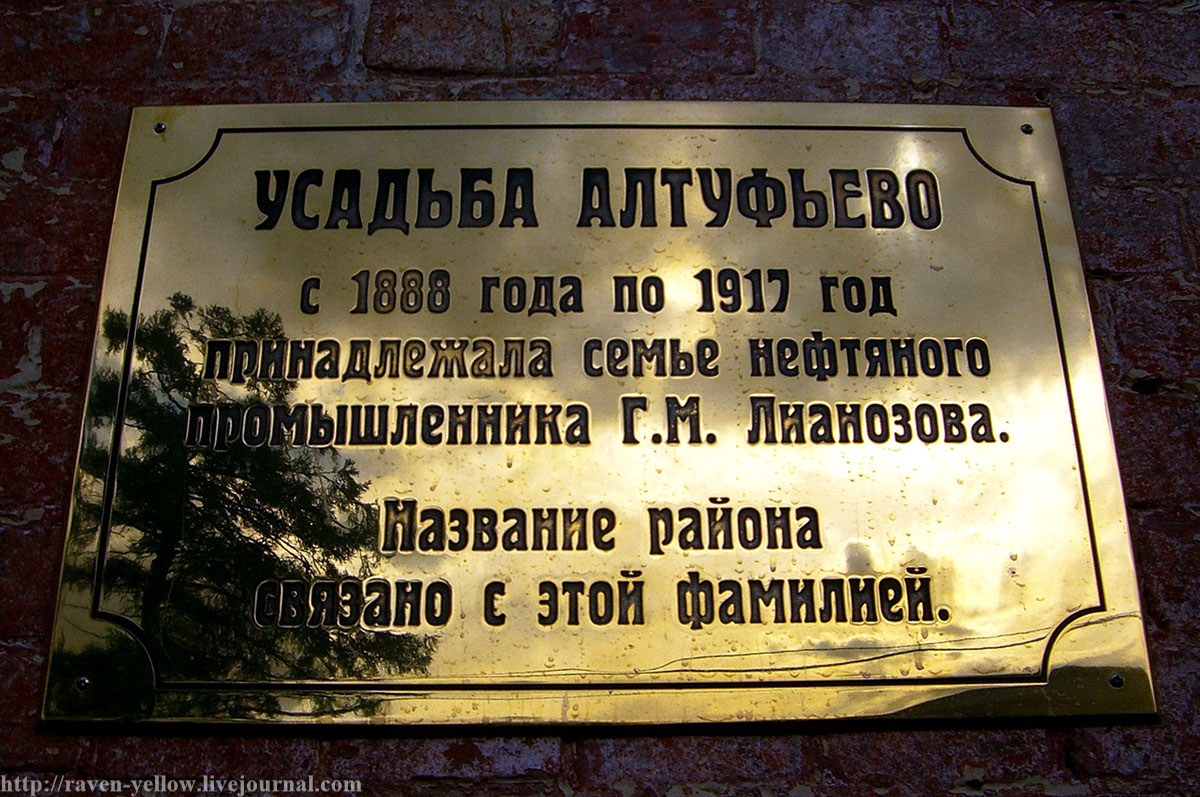 УСАДЬБА АЛТУФЬЕВО
с 1888 года по 1917 год
принадлежала семье нефтяного
промышленника Г.М. Лианозова.
Название района
связано с этой фамилией.
http://raven-yellow.livejournal.com